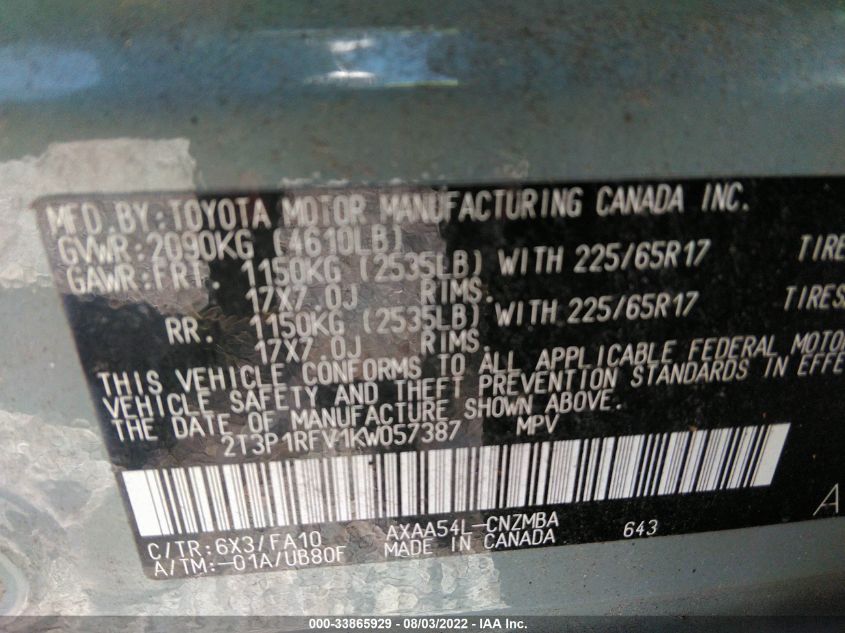 MFD.BY:TOYOTA MOTOR MANUFACTURING CANADA INC.
GVWR:2090KG (4610LB)
GAWR:FRT. 1150KG (2535LB) WITH 225/65R17 TIRE
17X7.0J RIMS.
RR. 1150KG (2535LB) WITH 225/65R17 TIRES
17X7.0J RIMS.
THIS VEHICLE CONFORMS TO ALL APPLICABLE FEDERAL MOTO
VEHICLE SAFETY AND THEFT PREVENTION STANDARDS IN EFFE
THE DATE OF MANUFACTURE SHOWN ABOVE.
2T3P1RFV1KW057387 MPV
A
C/TR:6X3/FA10 AXAA54L-CNZMBA 643
A/TM:-01A/UB80F MADE IN CANADA
000-33865929 - 08/03/2022 - IAA Inc.